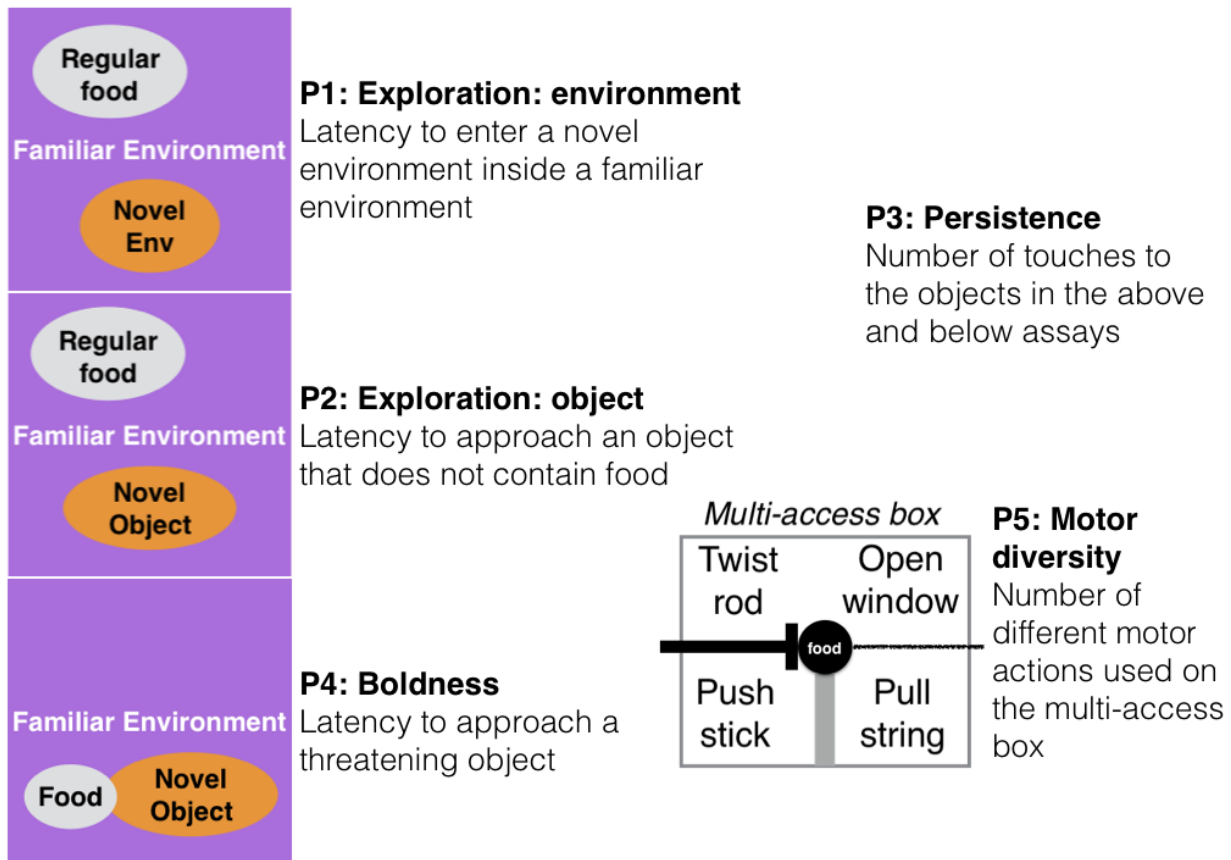 Regular
food
Familiar Environment
Novel
Env
P1: Exploration: environment
Latency to enter a novel
environment inside a familiar
environment
P3: Persistence
Number of touches to
the objects in the above
and below assays
Regular
food
Familiar Environment
Novel
Object
P2: Exploration: object
Latency to approach an object
that does not contain food
Multi-access box
Twist
rod
Open
window
food
Push
stick
Pull
string
P5: Motor
diversity
Number of
different motor
actions used on
the multi-access
box
Familiar Environment
Food
Novel
Object
P4: Boldness
Latency to approach a
threatening object